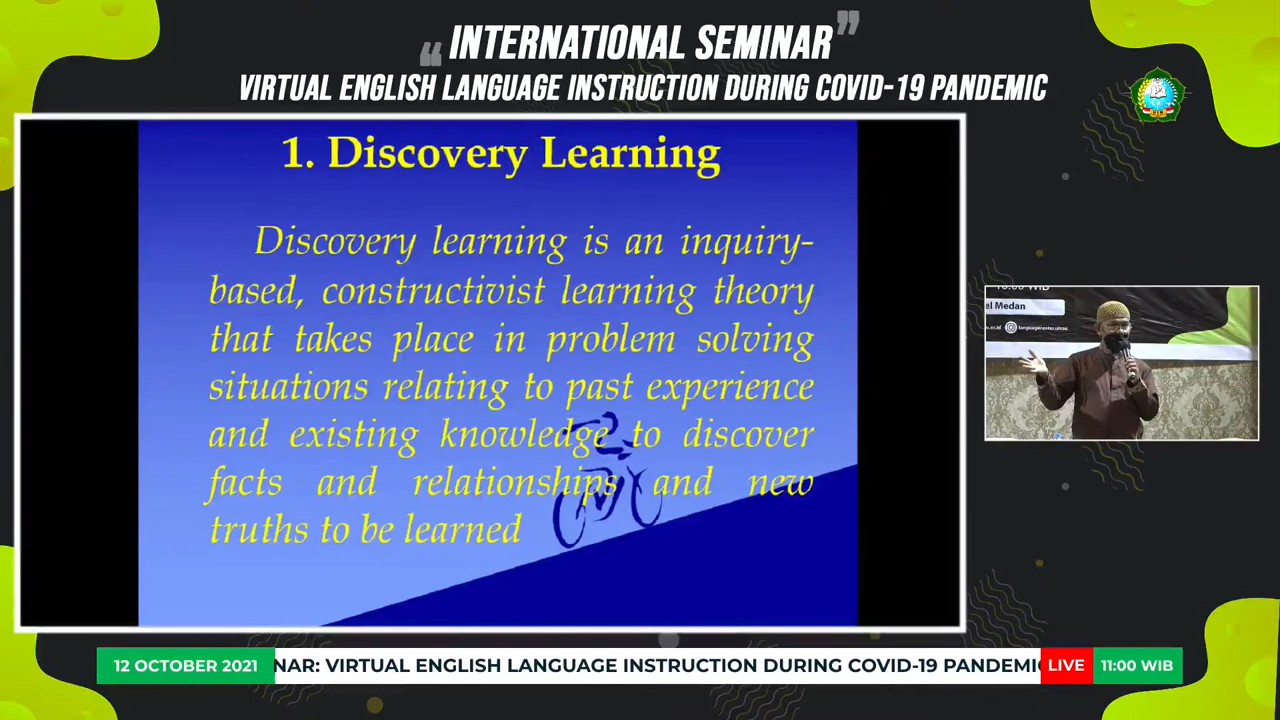 “ INTERNATIONAL SEMINAR ”
VIRTUAL ENGLISH LANGUAGE INSTRUCTION DURING COVID-19 PANDEMIC
1. Discovery Learning
Discovery learning is an inquiry-
based, constructivist learning theory
that takes place in problem solving
situations relating to past experience
and existing knowledge to discover
facts and relationships and new
truths to be learned
el Medan
12 OCTOBER 2021
NAR: VIRTUAL ENGLISH LANGUAGE INSTRUCTION DURING COVID-19 PANDEMIC
LIVE
11:00 WIB